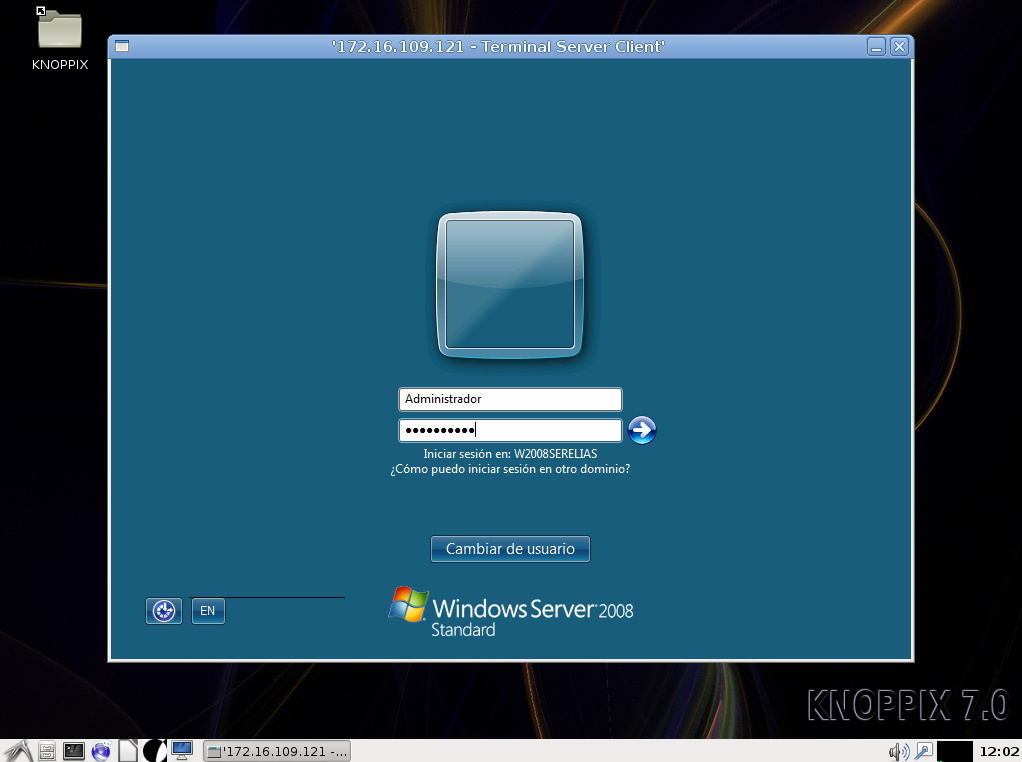 '172.16.109.121 - Terminal Server Client'
KNOPPIX
Administrador
●●●●●●●●●●
Iniciar sesión en: W2008SERELIAS
¿Cómo puedo iniciar sesión en otro dominio?
Cambiar de usuario
EN
Windows Server 2008
Standard
KNOPPIX 7.0
'172.16.109.121 -...
12:02